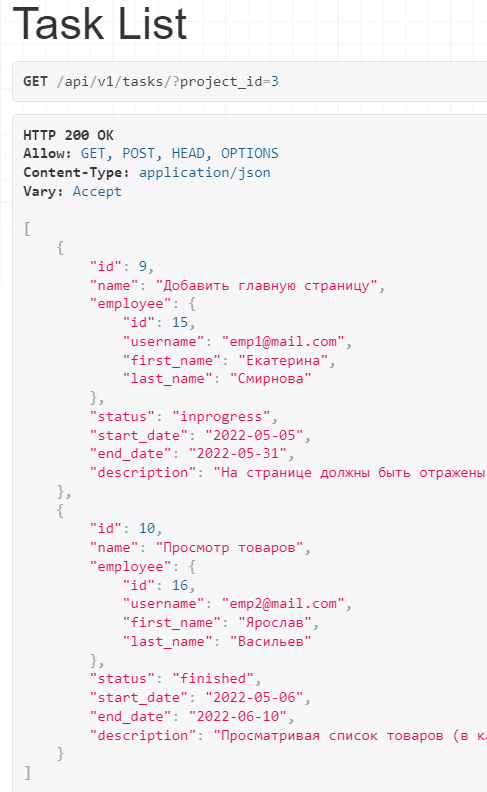 Task List
GET /api/v1/tasks/?project_id=3
HTTP 200 OK
Allow: GET, POST, HEAD, OPTIONS
Content-Type: application/json
Vary: Accept
[
    {
        "id": 9,
        "name": "Добавить главную страницу",
        "employee": {
            "id": 15,
            "username": "emp1@mail.com",
            "first_name": "Екатерина",
            "last_name": "Смирнова"
        },
        "status": "inprogress",
        "start_date": "2022-05-05",
        "end_date": "2022-05-31",
        "description": "На странице должны быть отражены
    },
    {
        "id": 10,
        "name": "Просмотр товаров",
        "employee": {
            "id": 16,
            "username": "emp2@mail.com",
            "first_name": "Ярослав",
            "last_name": "Васильев"
        },
        "status": "finished",
        "start_date": "2022-05-06",
        "end_date": "2022-06-10",
        "description": "Просматривая список товаров (в
    }
]